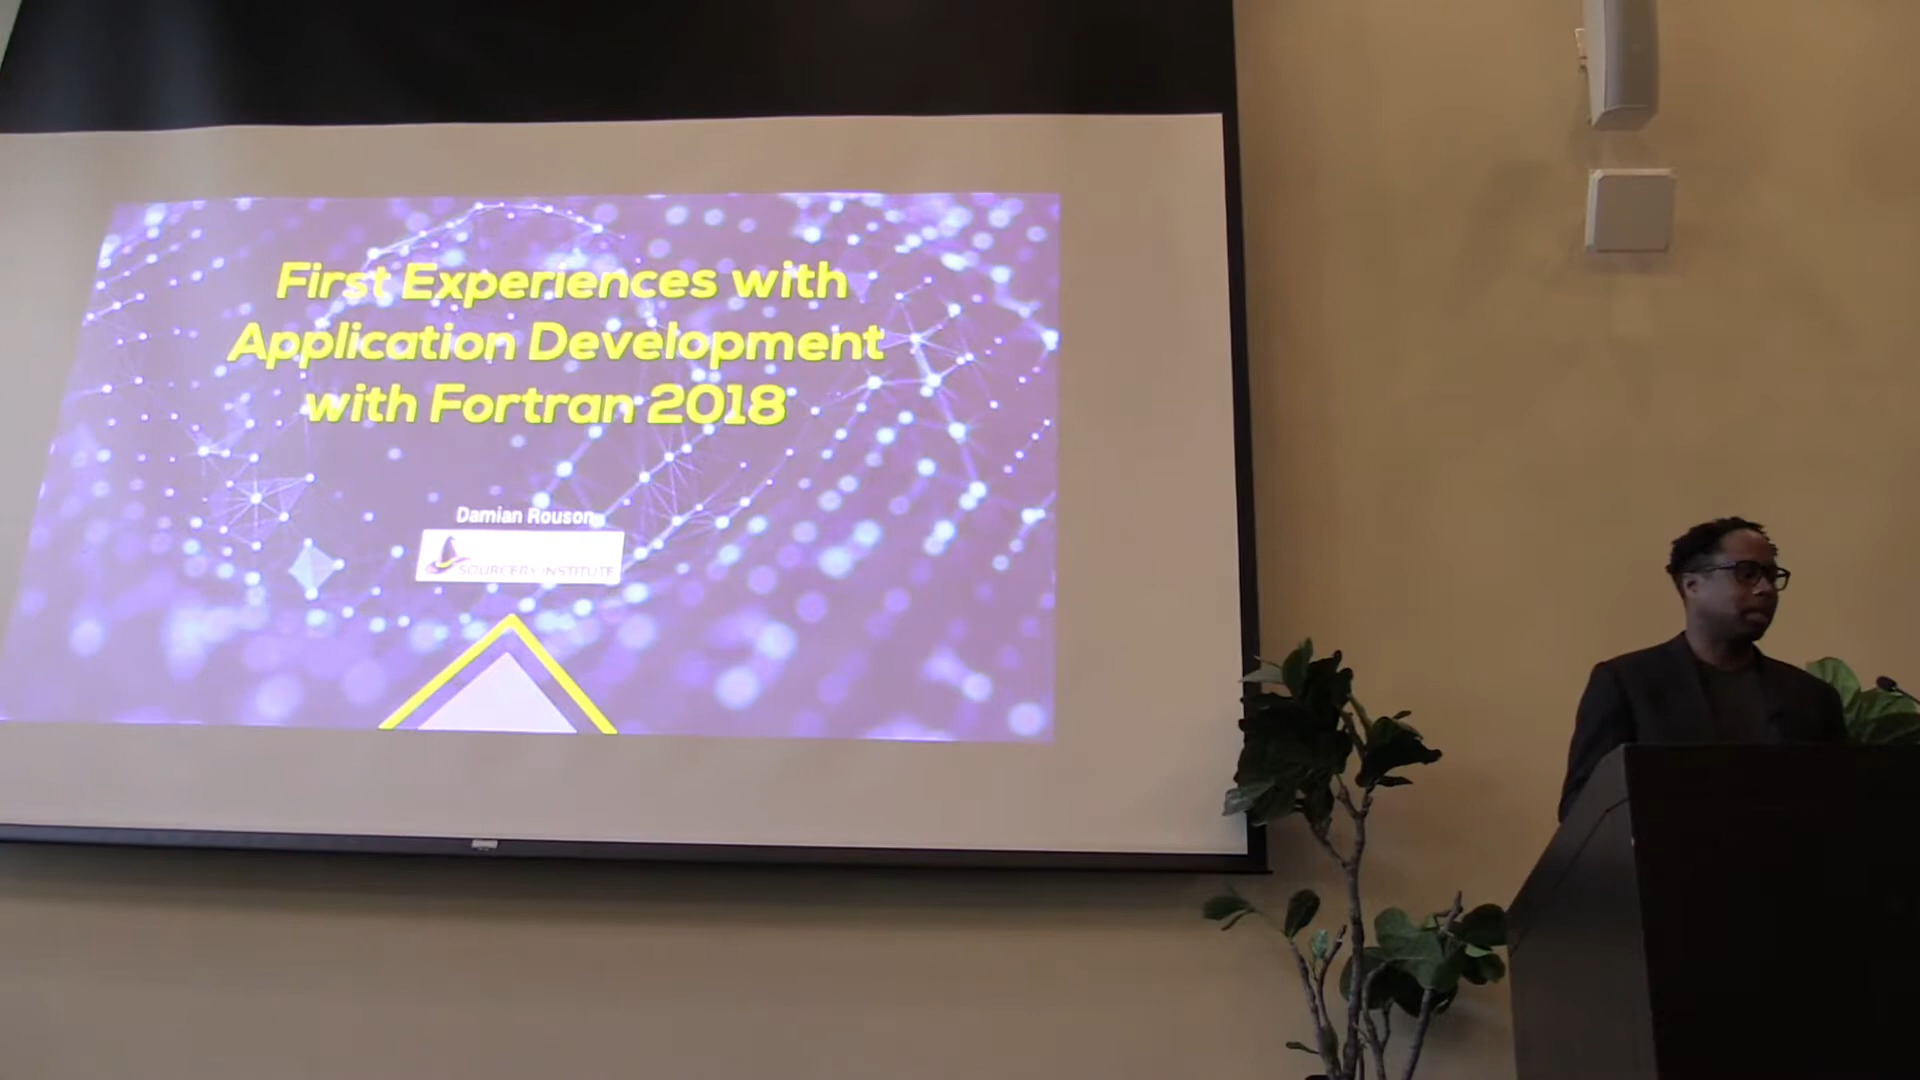 First Experiences with
Application Development
with Fortran 2018
Damian Rouson
SOURCERY INSTITUTE